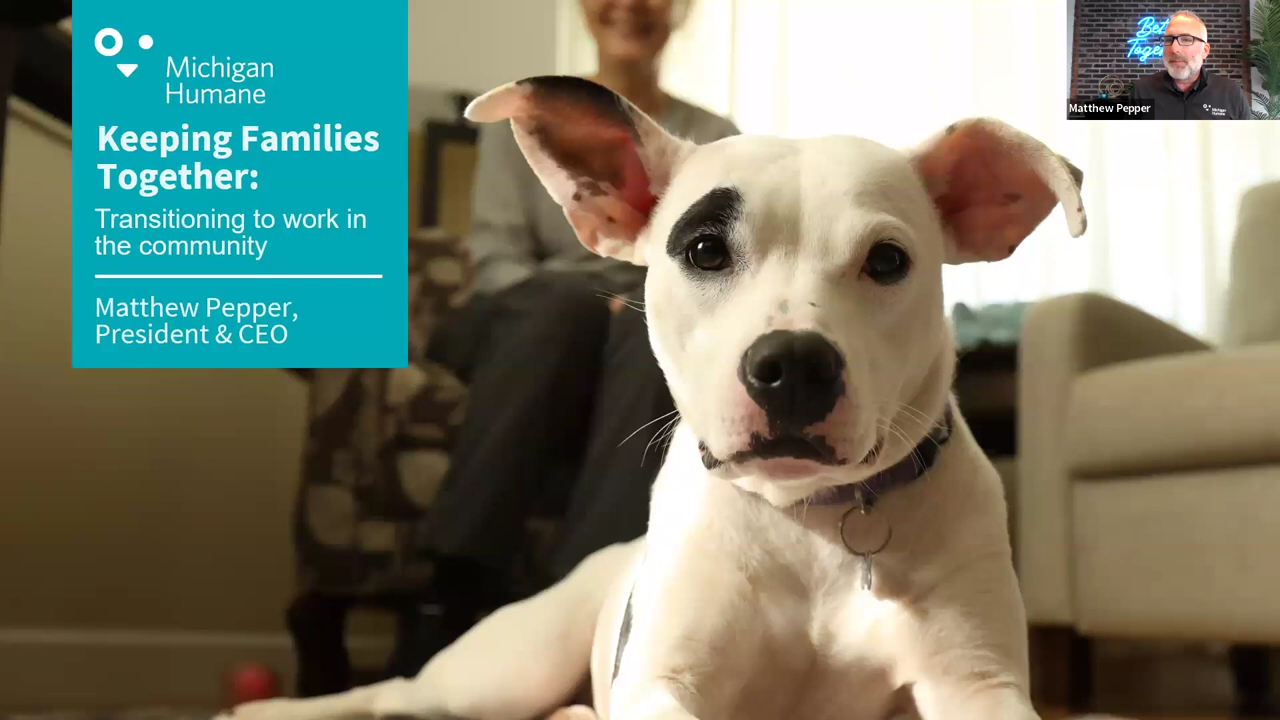 Michigan
Humane
Keeping Families
Together:
Transitioning to work in
the community
Matthew Pepper,
President & CEO
Matthew Pepper